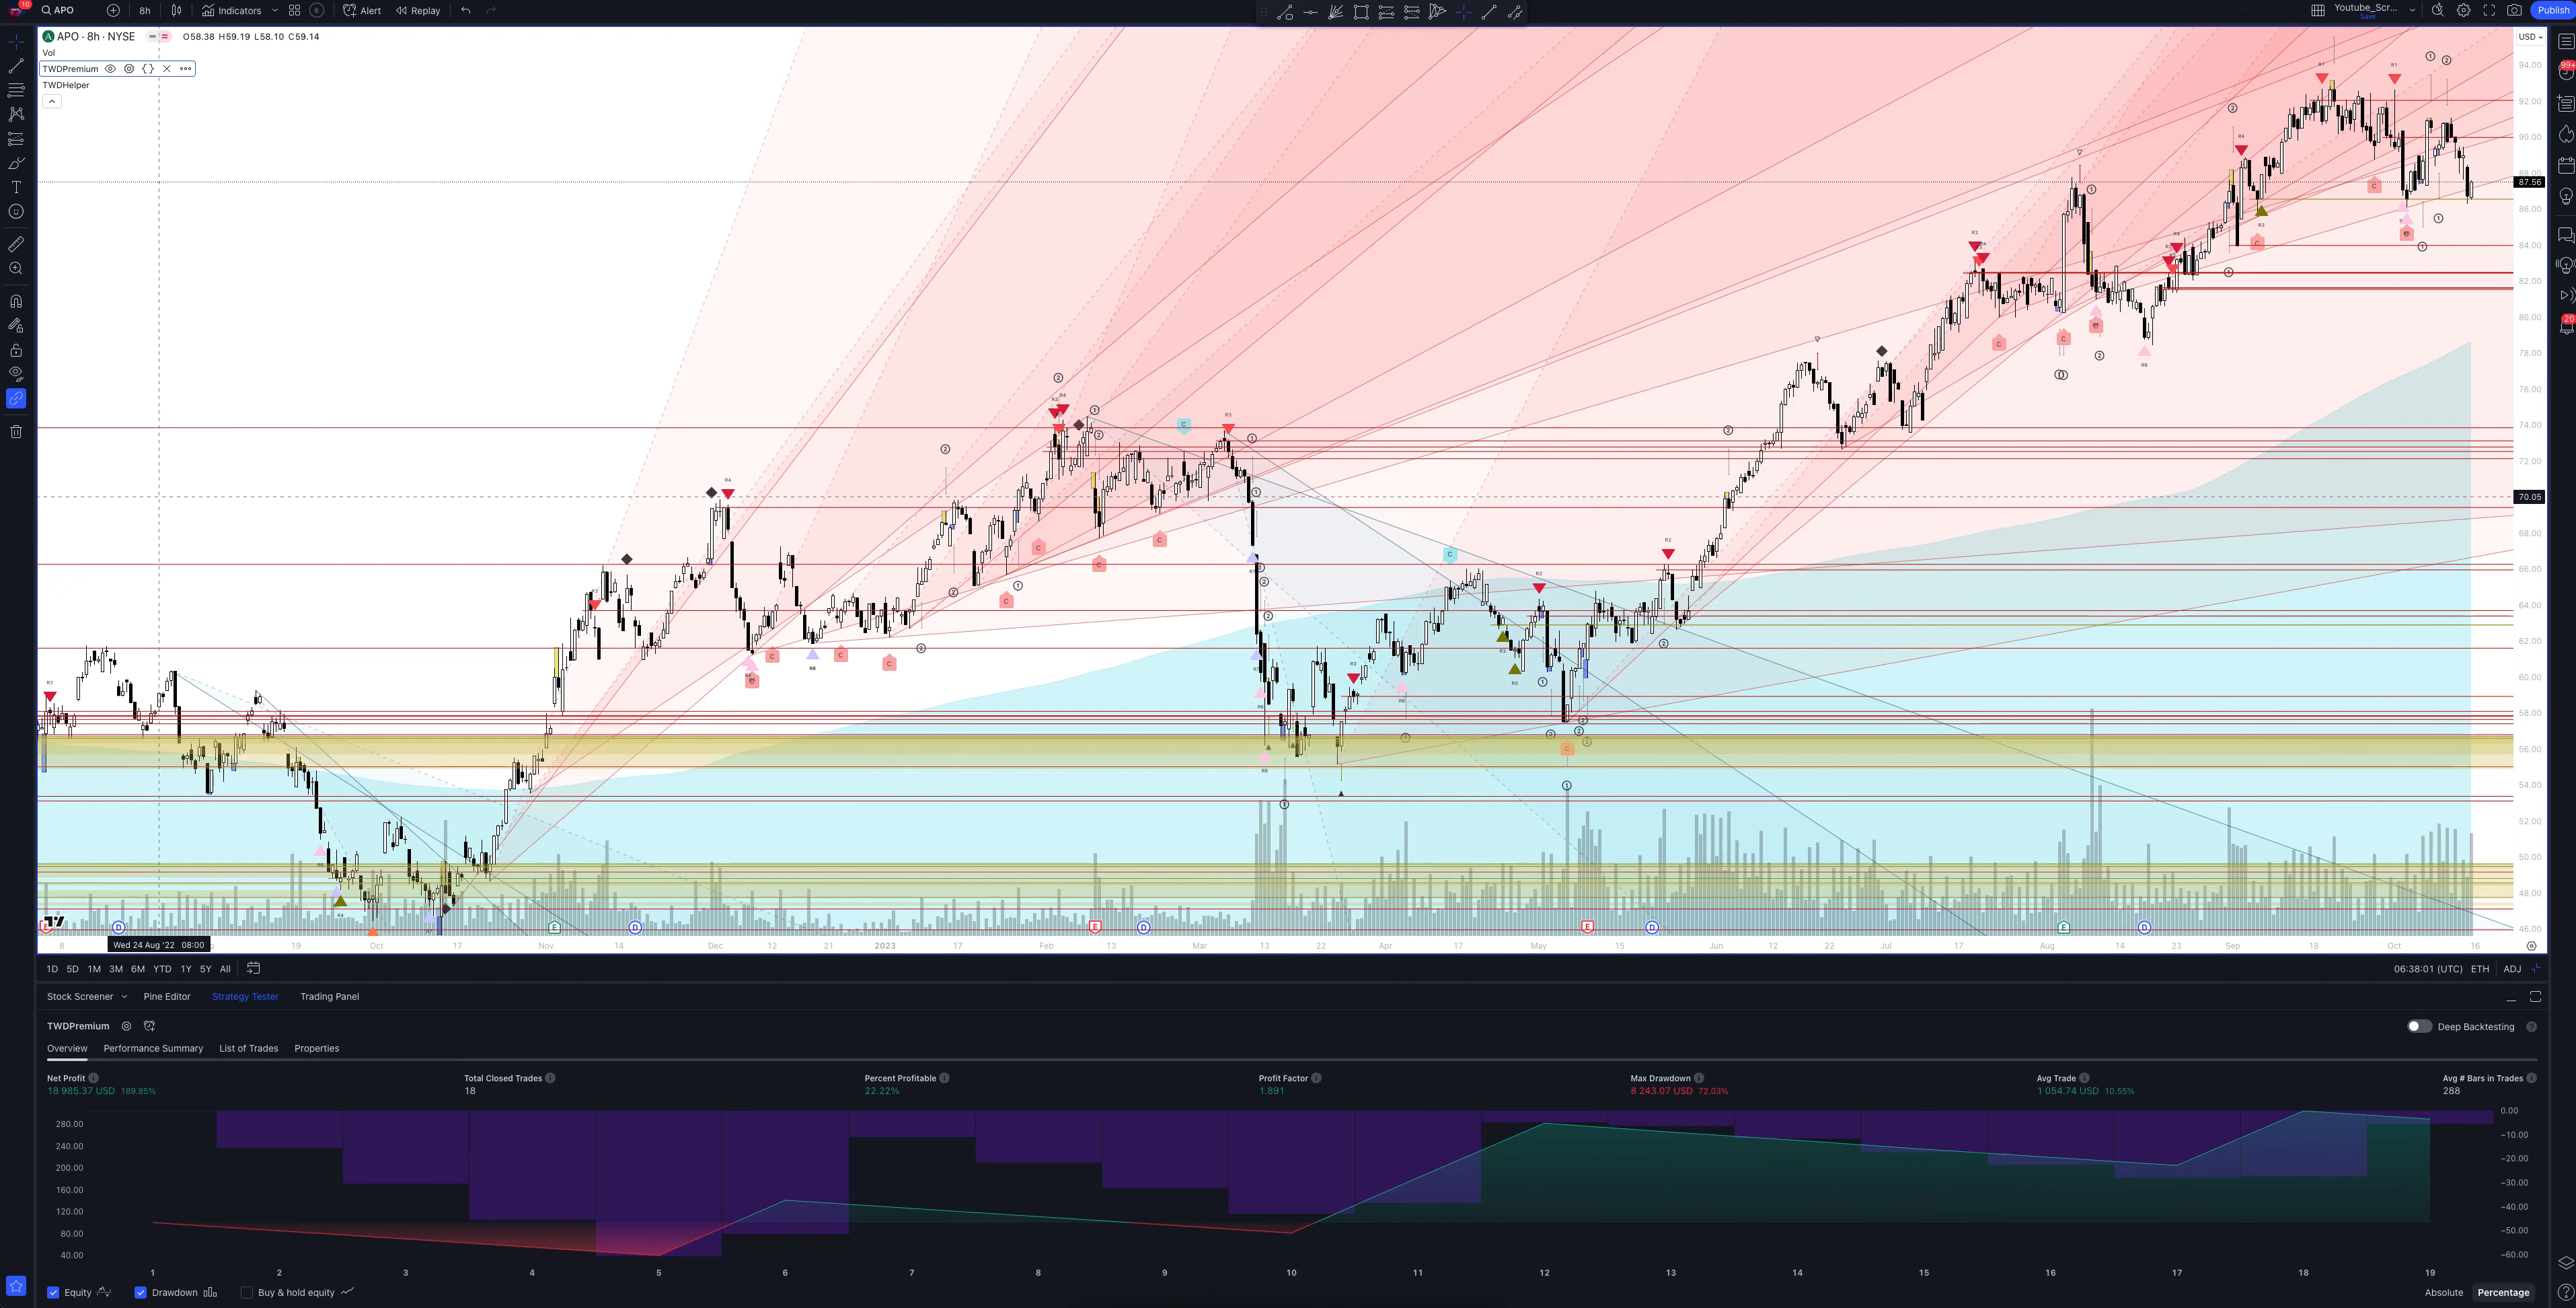 10
APO
8h
Indicators
6
Alert
Replay
Youtube_Scr...
Save
Publish
APO · 8h · NYSE
O58.38 H59.19 L58.10 C59.14
USD
Vol
TWDPremium
TWDHelper
99+
20
94.00
92.00
90.00
88.00
87.56
86.00
84.00
82.00
80.00
78.00
76.00
74.00
72.00
70.05
68.00
66.00
64.00
62.00
60.00
58.00
56.00
54.00
52.00
50.00
48.00
46.00
8
Wed 24 Aug '22 08:00
19
Oct
17
Nov
14
Dec
12
21
2023
17
Feb
13
Mar
13
22
Apr
17
May
15
Jun
12
22
Jul
17
Aug
14
23
Sep
18
Oct
16
1D 5D 1M 3M 6M YTD 1Y 5Y All
06:38:01 (UTC) ETH ADJ
Stock Screener
Pine Editor
Strategy Tester
Trading Panel
TWDPremium
Deep Backtesting
Overview
Performance Summary
List of Trades
Properties
Net Profit
18 985.37 USD 189.85%
Total Closed Trades
18
Percent Profitable
22.22%
Profit Factor
1.891
Max Drawdown
8 243.07 USD 72.03%
Avg Trade
1 054.74 USD 10.55%
Avg # Bars in Trades
288
280.00
240.00
200.00
160.00
120.00
80.00
40.00
0.00
−10.00
−20.00
−30.00
−40.00
−50.00
−60.00
1 2 3 4 5 6 7 8 9 10 11 12 13 14 15 16 17 18 19
Equity
Drawdown
Buy & hold equity
Absolute
Percentage